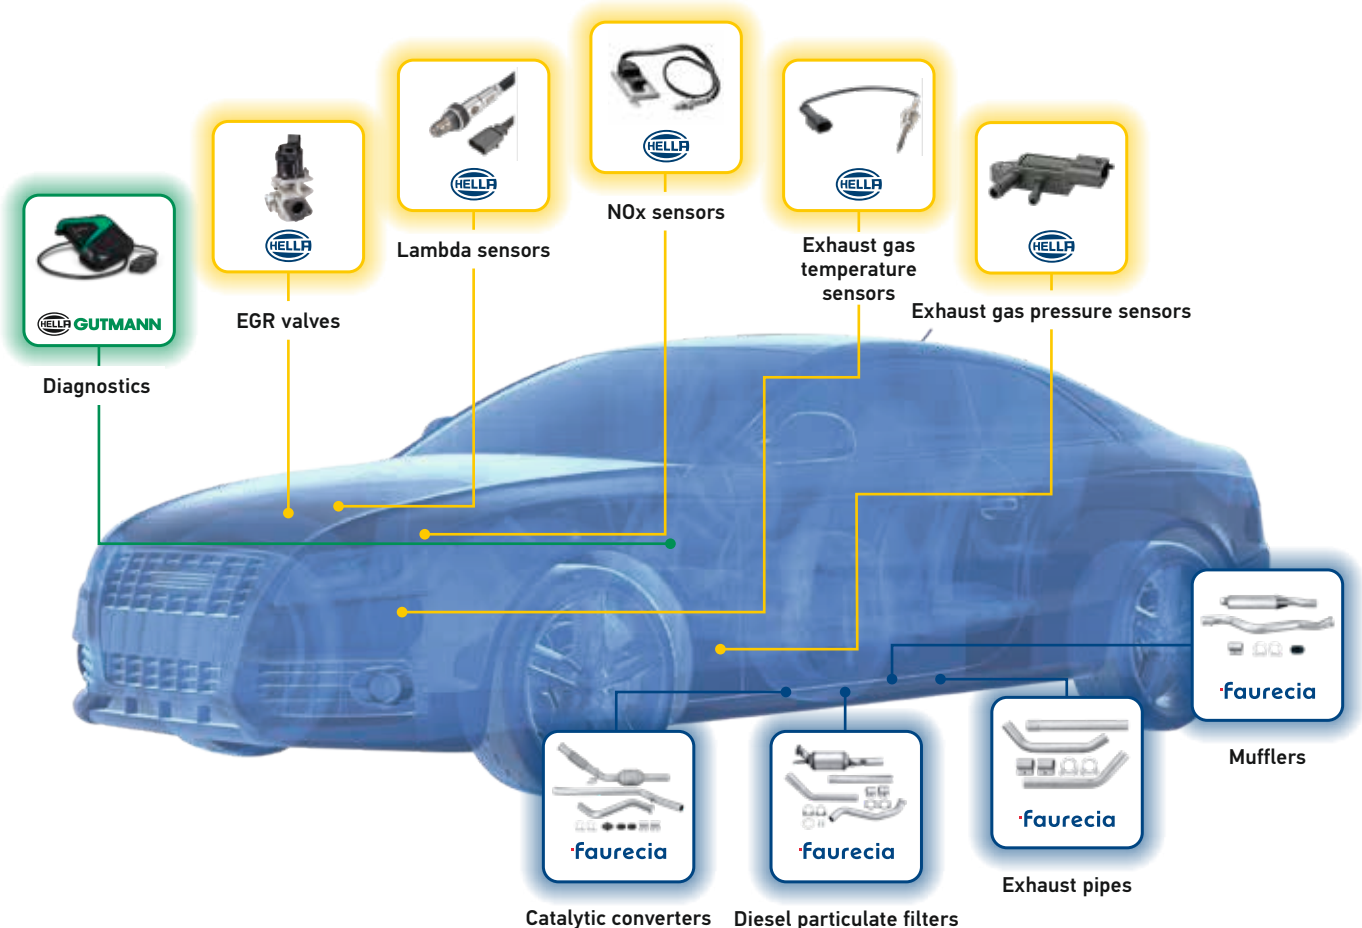 HELLA
NOx sensors
HELLA
Lambda sensors
HELLA
Exhaust gas
temperature
sensors
HELLA
EGR valves
HELLA
Exhaust gas pressure sensors
HELLA GUTMANN
Diagnostics
faurecia
Mufflers
faurecia
Exhaust pipes
faurecia
Catalytic converters
faurecia
Diesel particulate filters